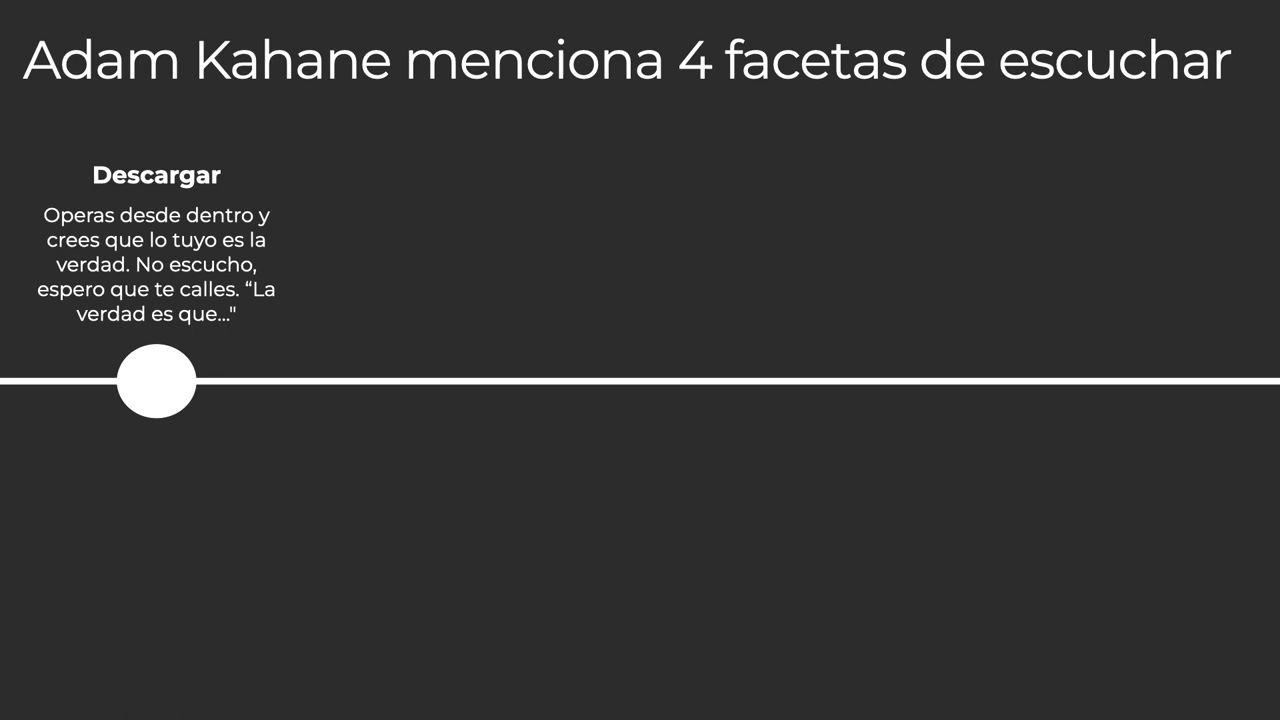 Adam Kahane menciona 4 facetas de escuchar
Descargar
Operas desde dentro y
crees que lo tuyo es la
verdad. No escucho,
espero que te calles. “La
verdad es que..."